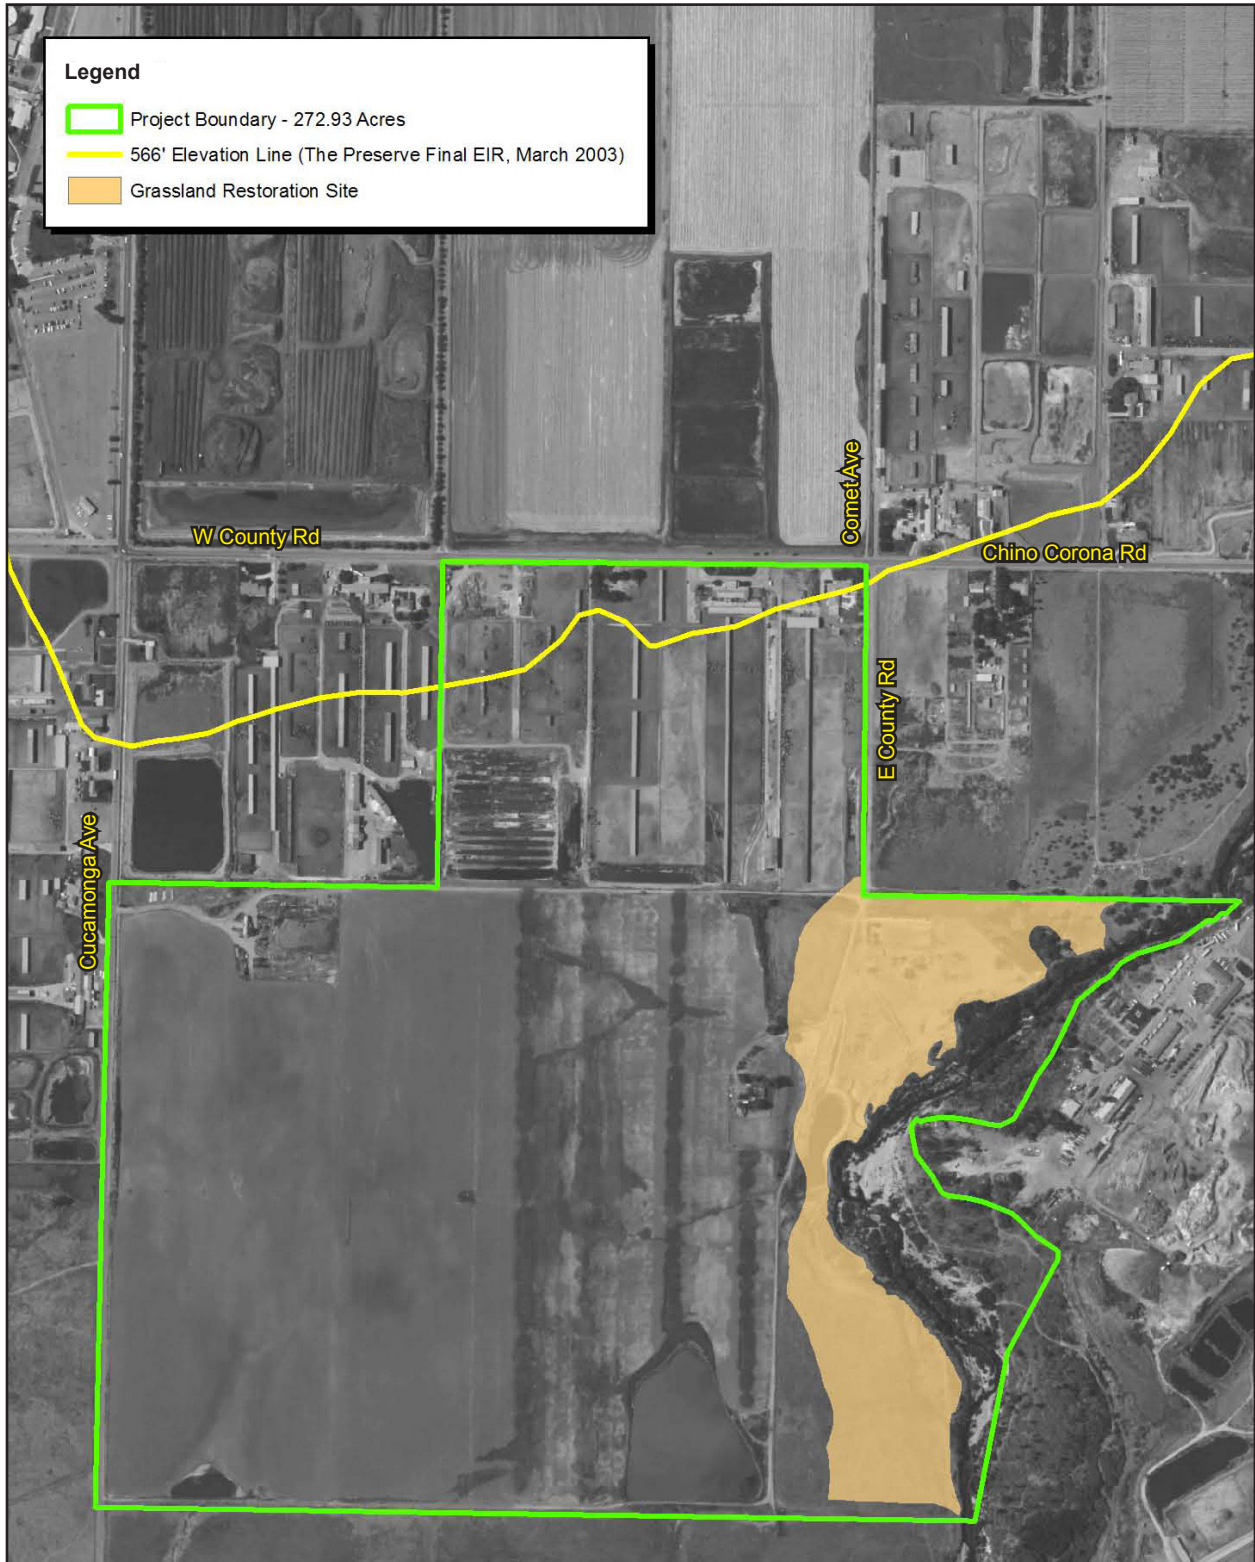 Legend
Project Boundary - 272.93 Acres
566' Elevation Line (The Preserve Final EIR, March 2003)
Grassland Restoration Site
Comet Ave
W County Rd
Chino Corona Rd
E County Rd
Cucamonga Ave